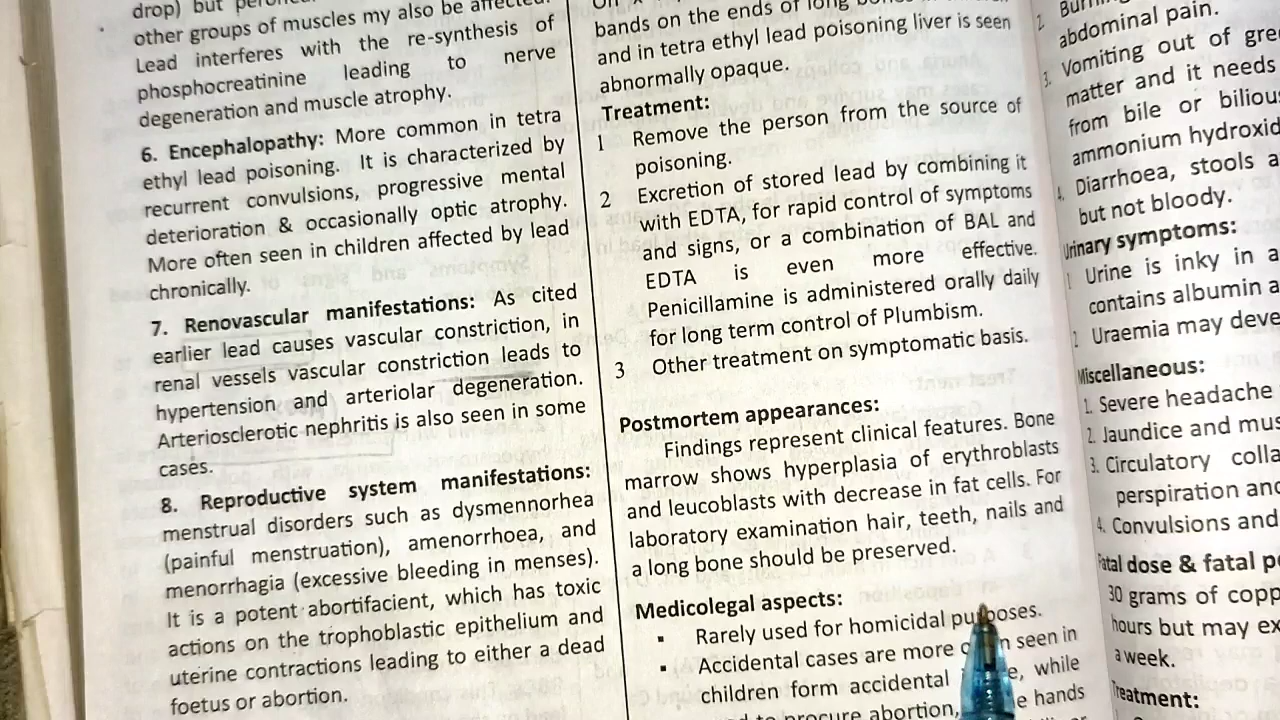 drop) but
other groups of muscles my also be affected.
Lead interferes with the re-synthesis of
phosphocreatinine leading to nerve
degeneration and muscle atrophy.
6. Encephalopathy: More common in tetra
ethyl lead poisoning. It is characterized by
recurrent convulsions, progressive mental
deterioration & occasionally optic atrophy.
More often seen in children affected by lead
chronically.
7. Renovascular manifestations: As cited
earlier lead causes vascular constriction, in
renal vessels vascular constriction leads to
hypertension and arteriolar degeneration.
Arteriosclerotic nephritis is also seen in some
cases.
8. Reproductive system manifestations:
menstrual disorders such as dysmennorhea
(painful menstruation), amenorrhoea, and
menorrhagia (excessive bleeding in menses).
It is a potent abortifacient, which has toxic
actions on the trophoblastic epithelium and
uterine contractions leading to either a dead
foetus or abortion.
bands on the ends of long
and in tetra ethyl lead poisoning liver is seen
abnormally opaque.
Treatment:
1 Remove the person from the source of
poisoning.
2 Excretion of stored lead by combining it
with EDTA, for rapid control of symptoms
and signs, or a combination of BAL and
EDTA is even more effective.
Penicillamine is administered orally daily
for long term control of Plumbism.
3 Other treatment on symptomatic basis.
Postmortem appearances:
Findings represent clinical features. Bone
marrow shows hyperplasia of erythroblasts
and leucoblasts with decrease in fat cells. For
laboratory examination hair, teeth, nails and
a long bone should be preserved.
Medicolegal aspects:
▪ Rarely used for homicidal purposes.
▪ Accidental cases are more seen in
children form accidental while
to procure abortion, hands
2.
abdominal pain.
3. Vomiting out of
matter and it needs
from bile or
ammonium
4. Diarrhoea, stools
but not bloody.
Urinary symptoms:
1 Urine is inky in
contains albumin
2 Uraemia may
Miscellaneous:
1. Severe headache
2. Jaundice and
3. Circulatory
perspiration
4. Convulsions and
Fatal dose & fatal
30 grams of
hours but may
a week.
Treatment: